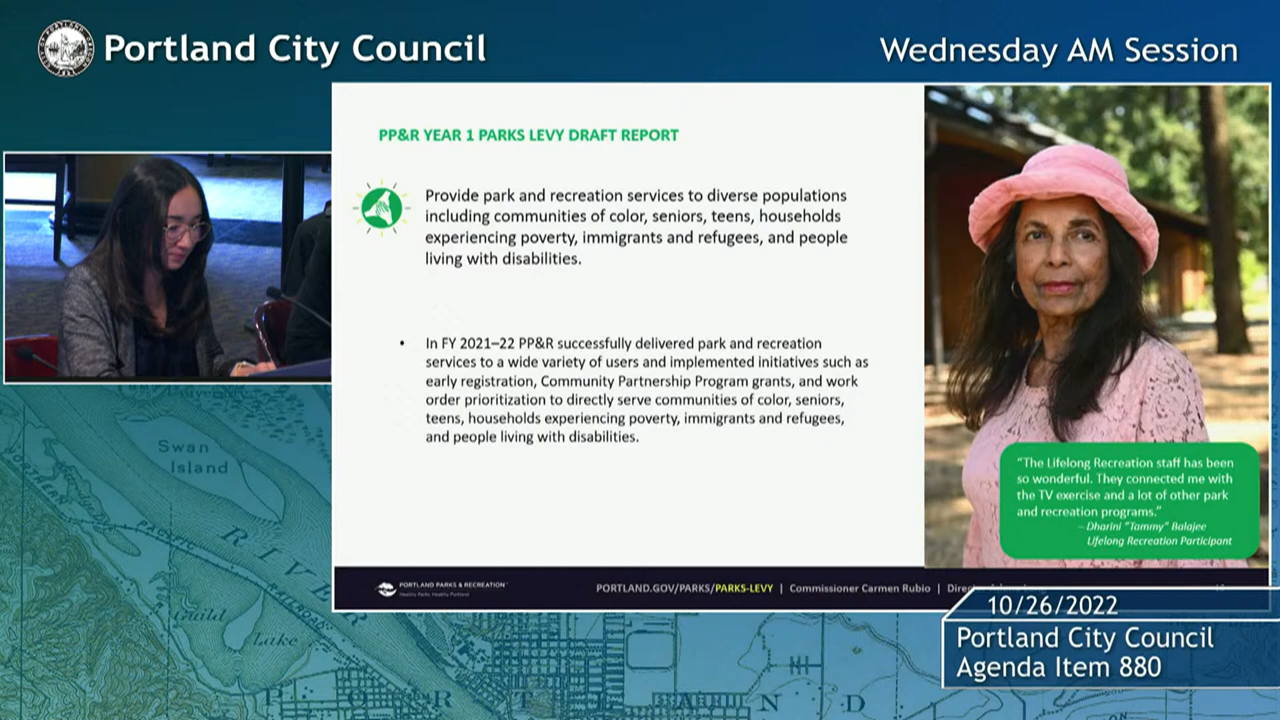 Portland City Council
Wednesday AM Session
PP&R YEAR 1 PARKS LEVY DRAFT REPORT
Provide park and recreation services to diverse populations
including communities of color, seniors, teens, households
experiencing poverty, immigrants and refugees, and people
living with disabilities.
• In FY 2021–22 PP&R successfully delivered park and recreation
services to a wide variety of users and implemented initiatives such as
early registration, Community Partnership Program grants, and work
order prioritization to directly serve communities of color, seniors,
teens, households experiencing poverty, immigrants and refugees,
and people living with disabilities.
"The Lifelong Recreation staff has been
so wonderful. They connected me with
the TV exercise and a lot of other park
and recreation programs."
– Dharini "Tammy" Balajee
Lifelong Recreation Participant
PORTLAND PARKS & RECREATION
Healthy Parks, Healthy Portland
PORTLAND.GOV/PARKS/PARKS-LEVY | Commissioner Carmen Rubio |
10/26/2022
Portland City Council
Agenda Item 880
Swan
Island
RIVER
PACIFIC
Guild
Lake
PORTLAND